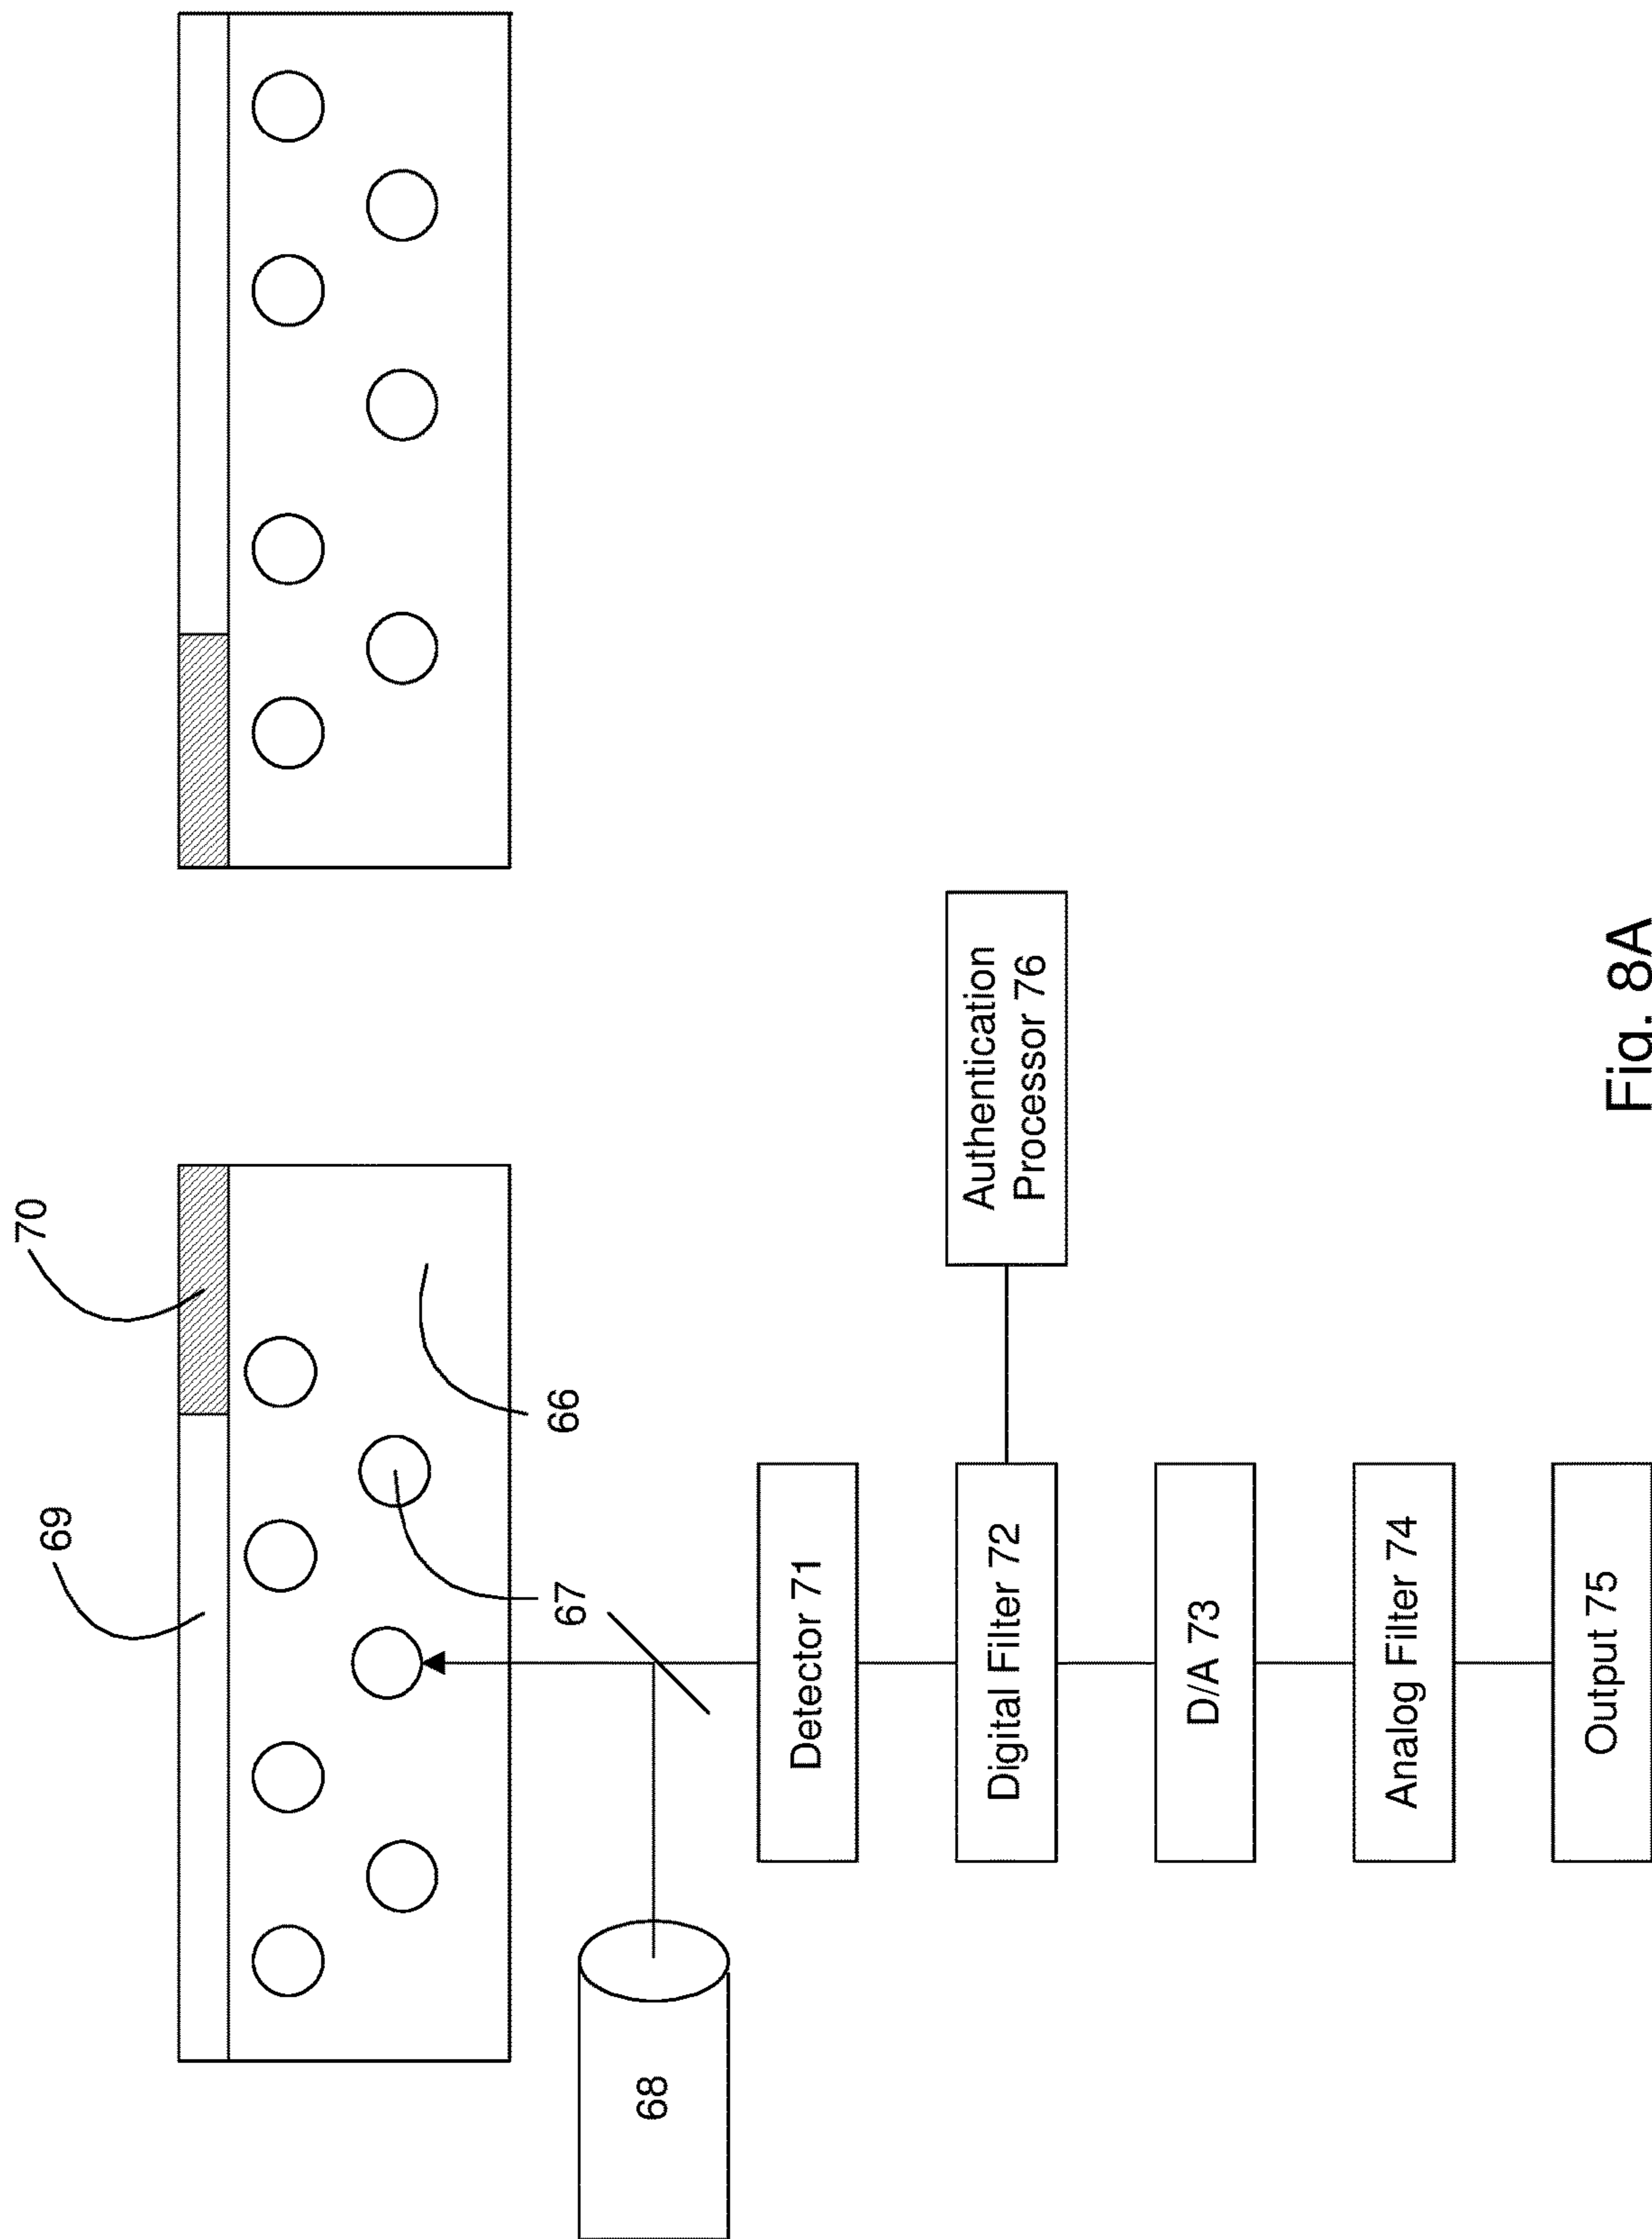 70
69
66
67
68
Detector 71
Digital Filter 72
Authentication
Processor 76
D/A 73
Analog Filter 74
Output 75
Fig. 8A